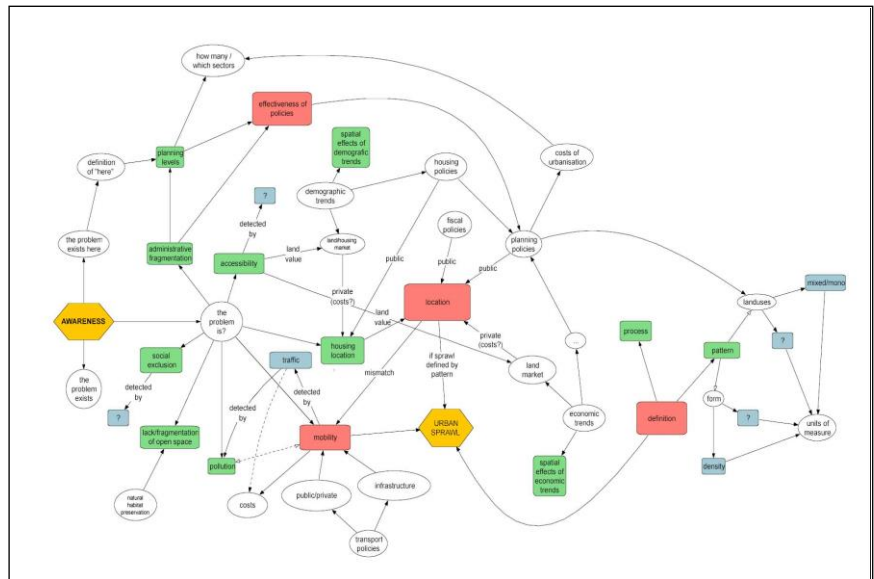 how many /
which sectors
effectiveness of
policies
spatial
effects of
demografic
trends
planning
levels
definition
of "here"
housing
policies
costs of
urbanisation
?
demographic
trends
fiscal
policies
detected
by
the problem
exists here
administrative
fragmentation
land
value
land/housing
market
public
public
planning
policies
public
accessibility
mixed/mono
private
(costs?)
location
landuses
AWARENESS
the
problem
is?
land
value
process
?
private
(costs?)
...
housing
location
social
exclusion
traffic
if sprawl
defined by
pattern
pattern
mismatch
land
market
the
problem
exists
detected
by
form
?
detected
by
detected
by
economic
trends
definition
?
units of
measure
lack/fragmentation
of open space
mobility
URBAN
SPRAWL
pollution
density
spatial
effects of
economic
trends
natural
habitat
preservation
costs
public/private
infrastructure
transport
policies